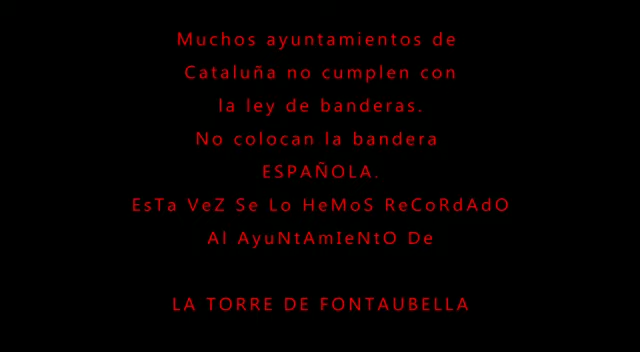 Muchos ayuntamientos de
Cataluña no cumplen con
la ley de banderas.
No colocan la bandera
ESPAÑOLA.
EsTa VeZ Se Lo HeMoS ReCoRdAdO
Al AyuNtAmIeNtO De
LA TORRE DE FONTAUBELLA